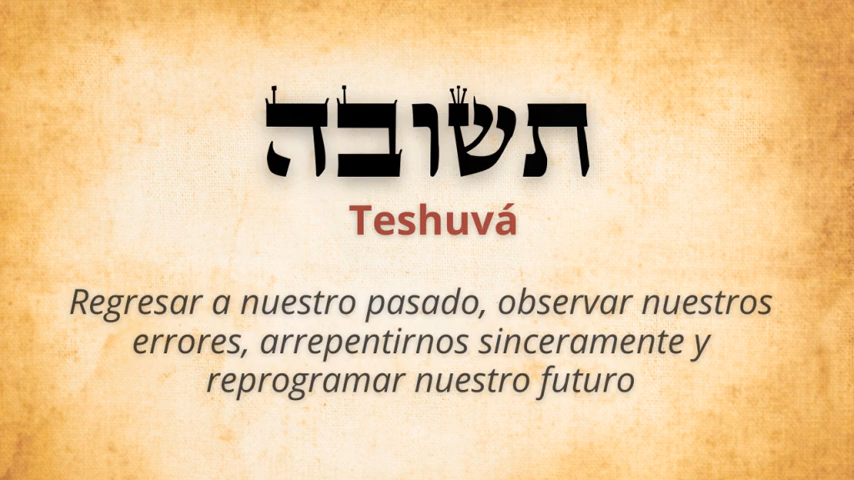 תשובה
Teshuvá
Regresar a nuestro pasado, observar nuestros
errores, arrepentirnos sinceramente y
reprogramar nuestro futuro